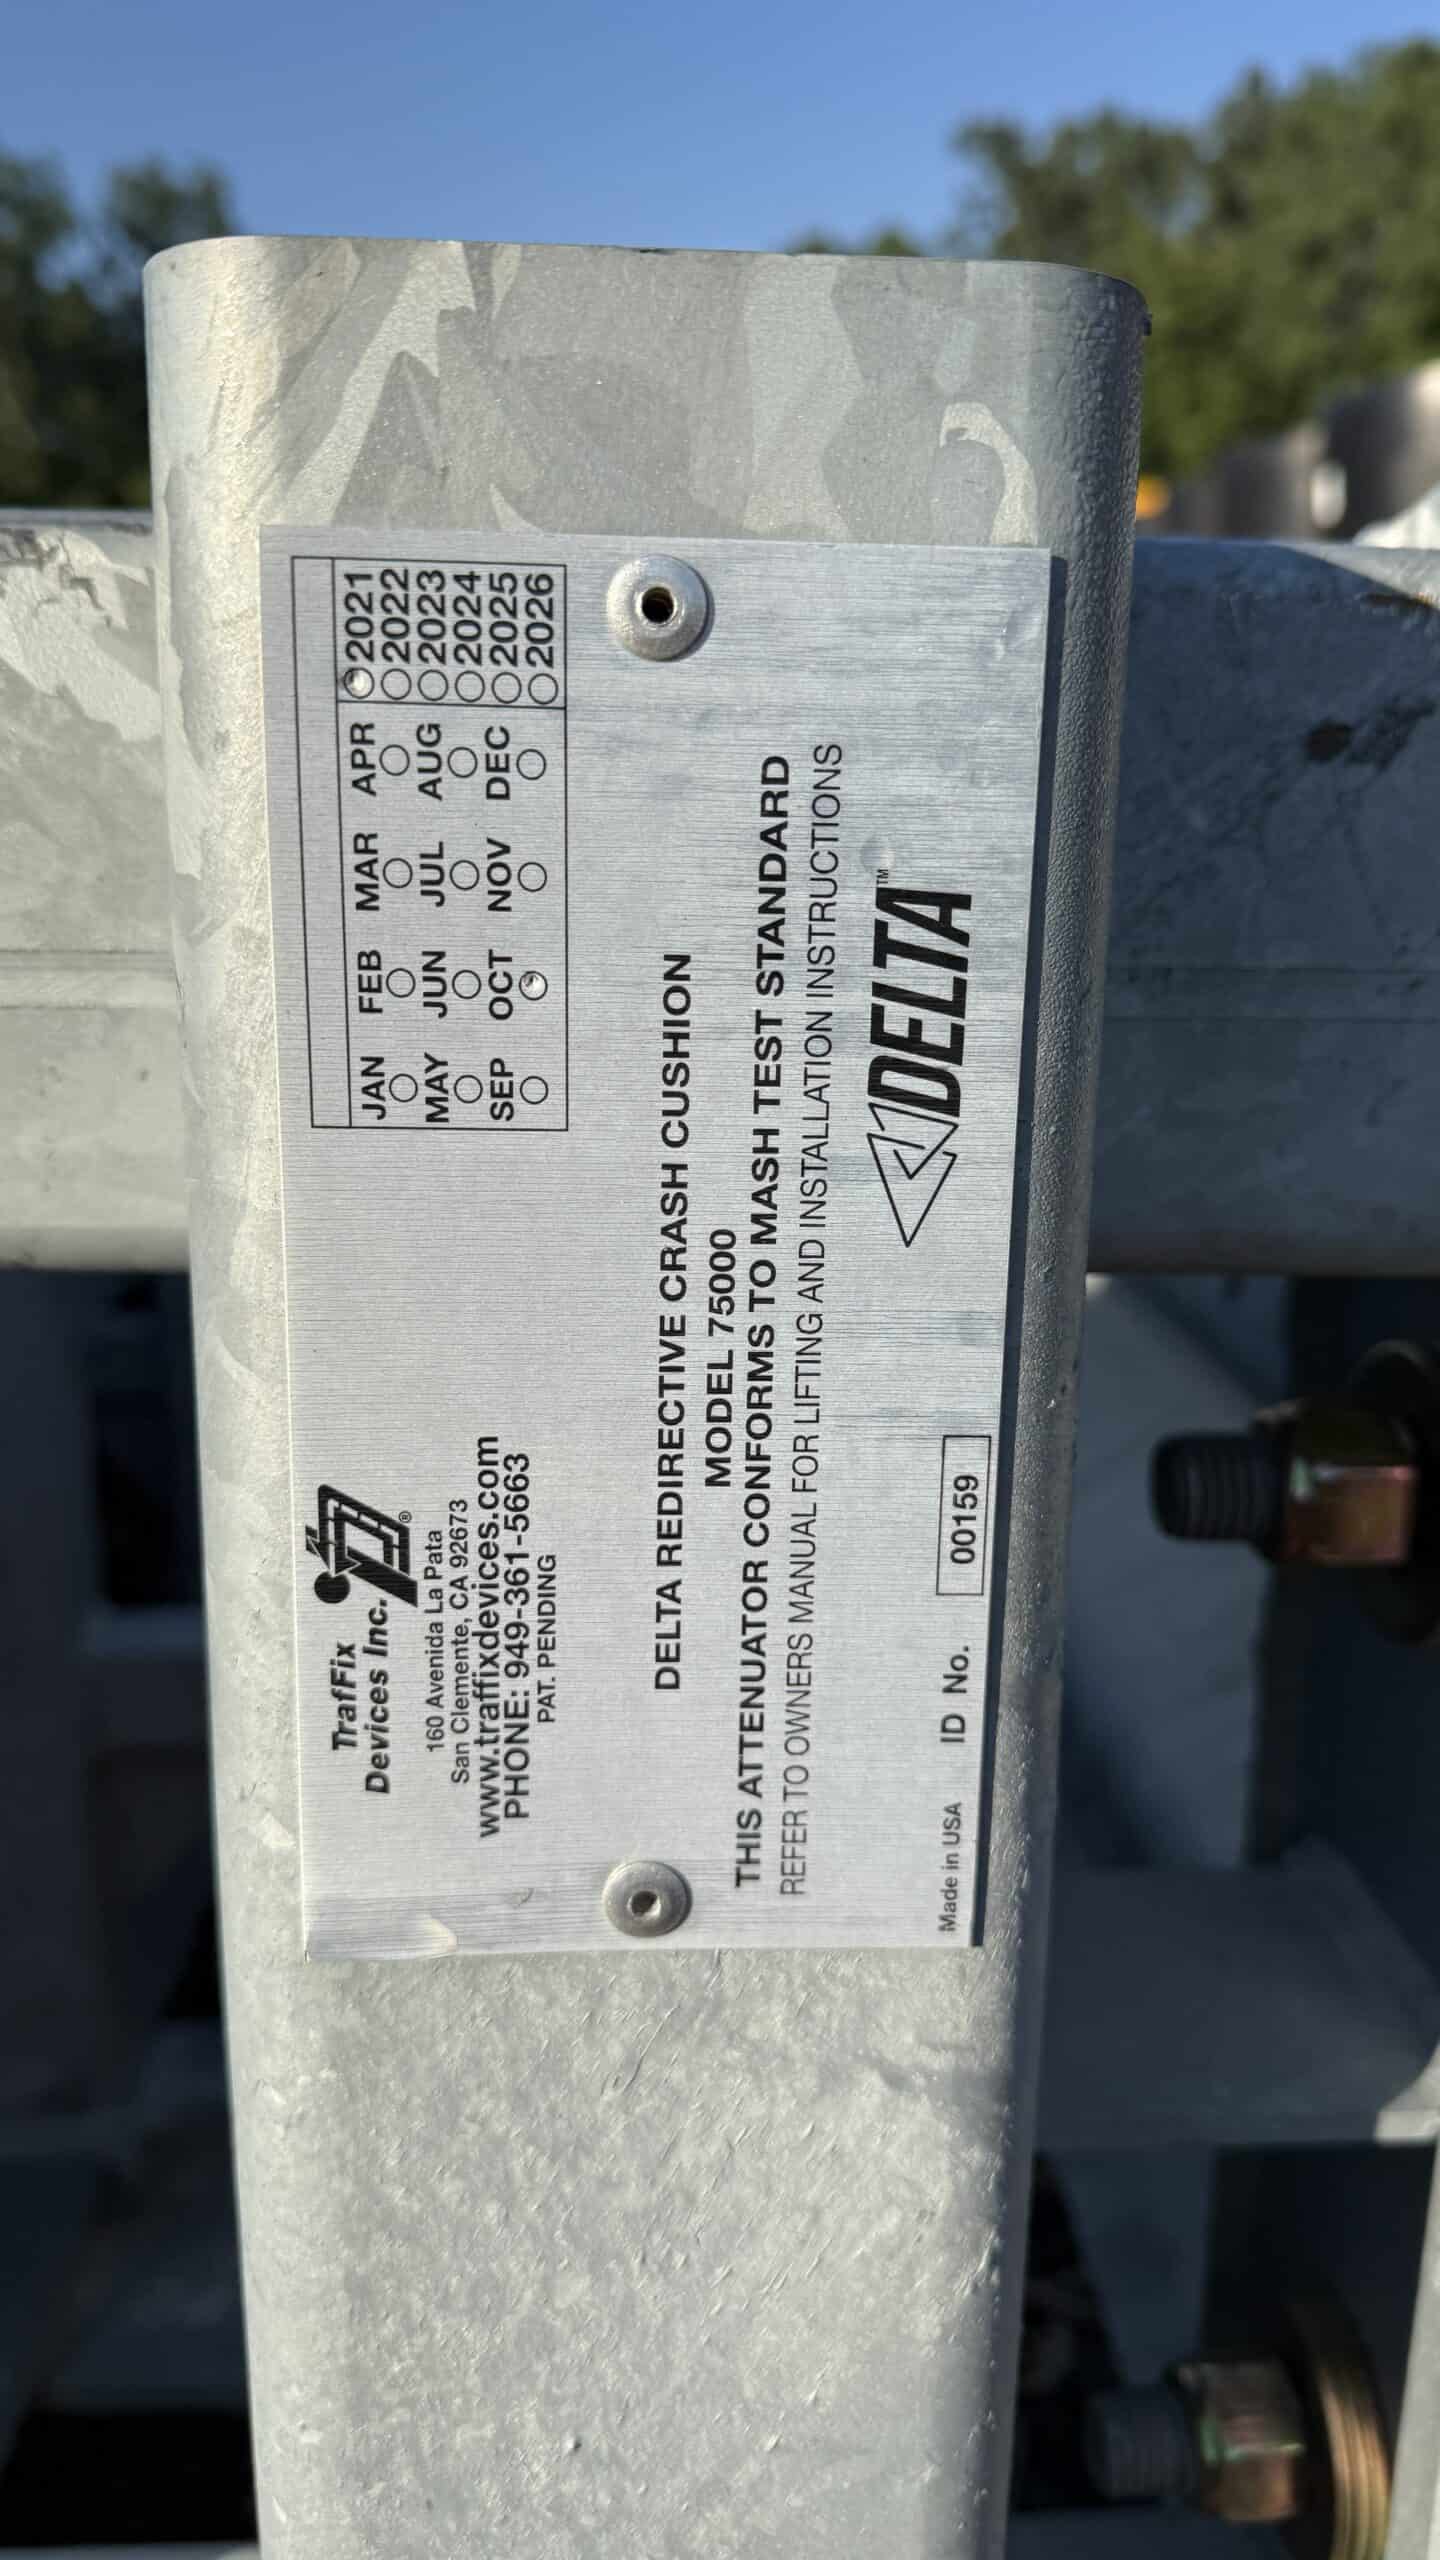 TrafFix
Devices Inc.
®
160 Avenida La Pata
San Clemente, CA 92673
www.traffixdevices.com
PHONE: 949-361-5663
PAT. PENDING
JAN FEB MAR APR
MAY JUN JUL AUG
SEP OCT NOV DEC
2021
2022
2023
2024
2025
2026
DELTA REDIRECTIVE CRASH CUSHION
MODEL 75000
THIS ATTENUATOR CONFORMS TO MASH TEST STANDARD
REFER TO OWNERS MANUAL FOR LIFTING AND INSTALLATION INSTRUCTIONS
DELTA™
Made in USA ID No. 00159